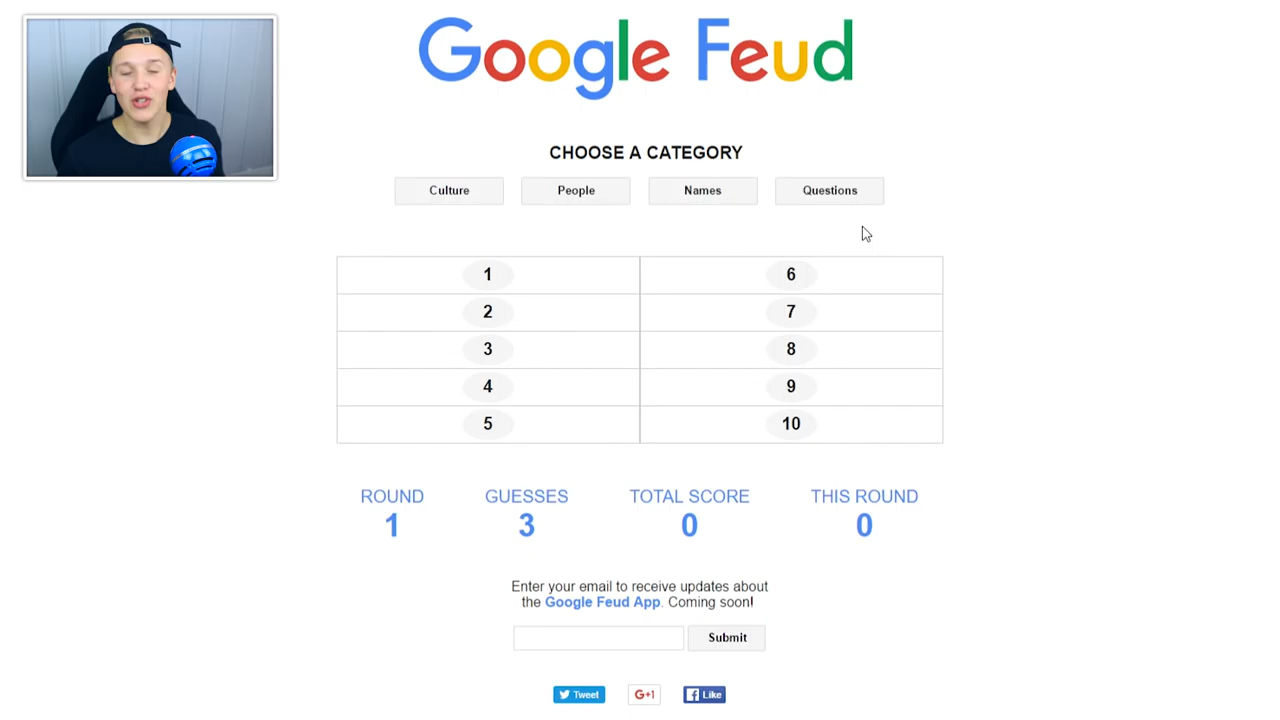 Google Feud
CHOOSE A CATEGORY
Culture
People
Names
Questions
1
6
2
7
3
8
4
9
5
10
ROUND
GUESSES
TOTAL SCORE
THIS ROUND
1
3
0
0
Enter your email to receive updates about
the Google Feud App. Coming soon!
Submit
Tweet
G+1
Like